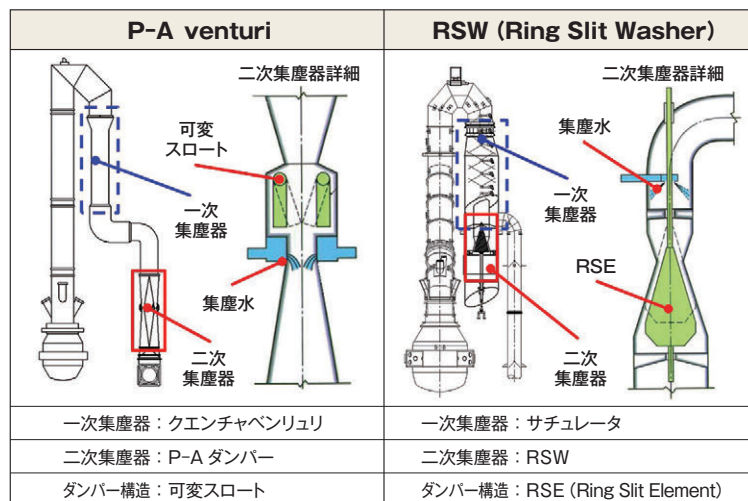 P-A venturi
二次集塵器詳細
可変
スロート
一次
集塵器
集塵水
二次
集塵器
RSW (Ring Slit Washer)
二次集塵器詳細
集塵水
一次
集塵器
RSE
二次
集塵器
一次集塵器：クエンチャベンリュリ
一次集塵器：サチュレータ
二次集塵器：P-A ダンパー
二次集塵器：RSW
ダンパー構造：可変スロート
ダンパー構造：RSE (Ring Slit Element)